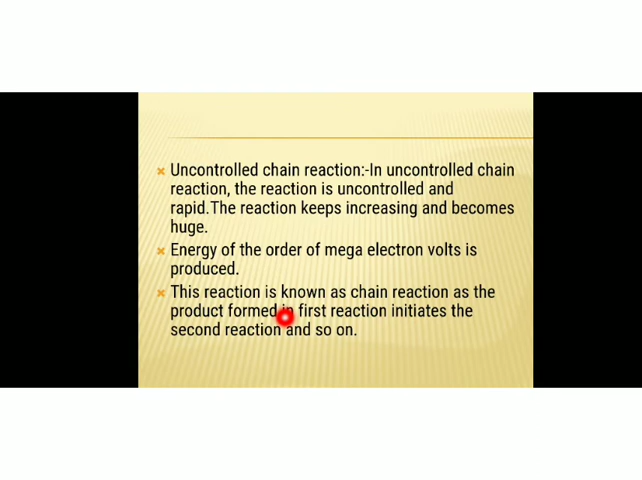 Uncontrolled chain reaction:-In uncontrolled chain
reaction, the reaction is uncontrolled and
rapid.The reaction keeps increasing and becomes
huge.
Energy of the order of mega electron volts is
produced.
This reaction is known as chain reaction as the
product formed in first reaction initiates the
second reaction and so on.